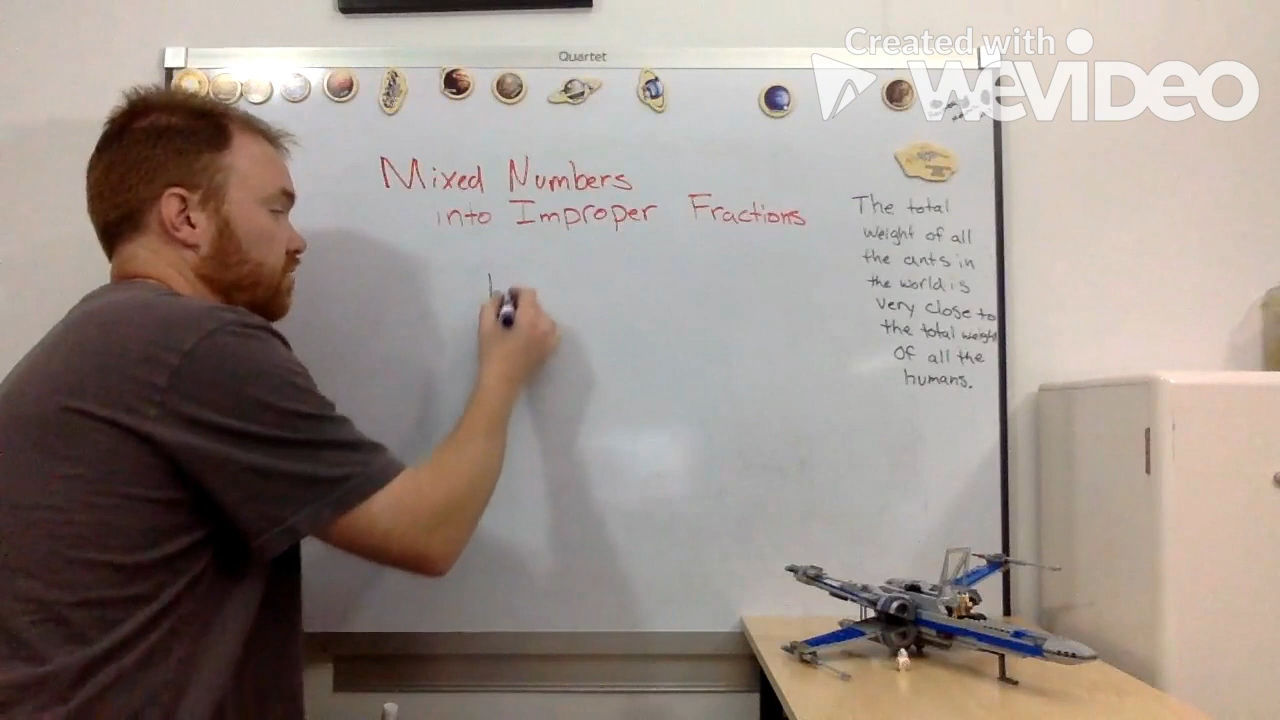 Created with
WEVIDEO
Quartet
Mixed Numbers
into Improper Fractions
The total
weight of all
the ants in
the world is
very close to
the total weight
of all the
humans.